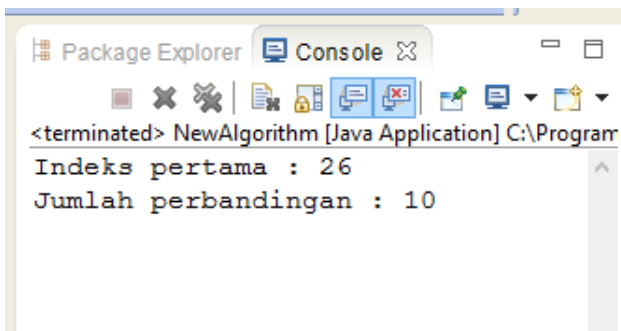 Package Explorer Console
<terminated> NewAlgorithm [Java Application] C:\Program
Indeks pertama : 26
Jumlah perbandingan : 10